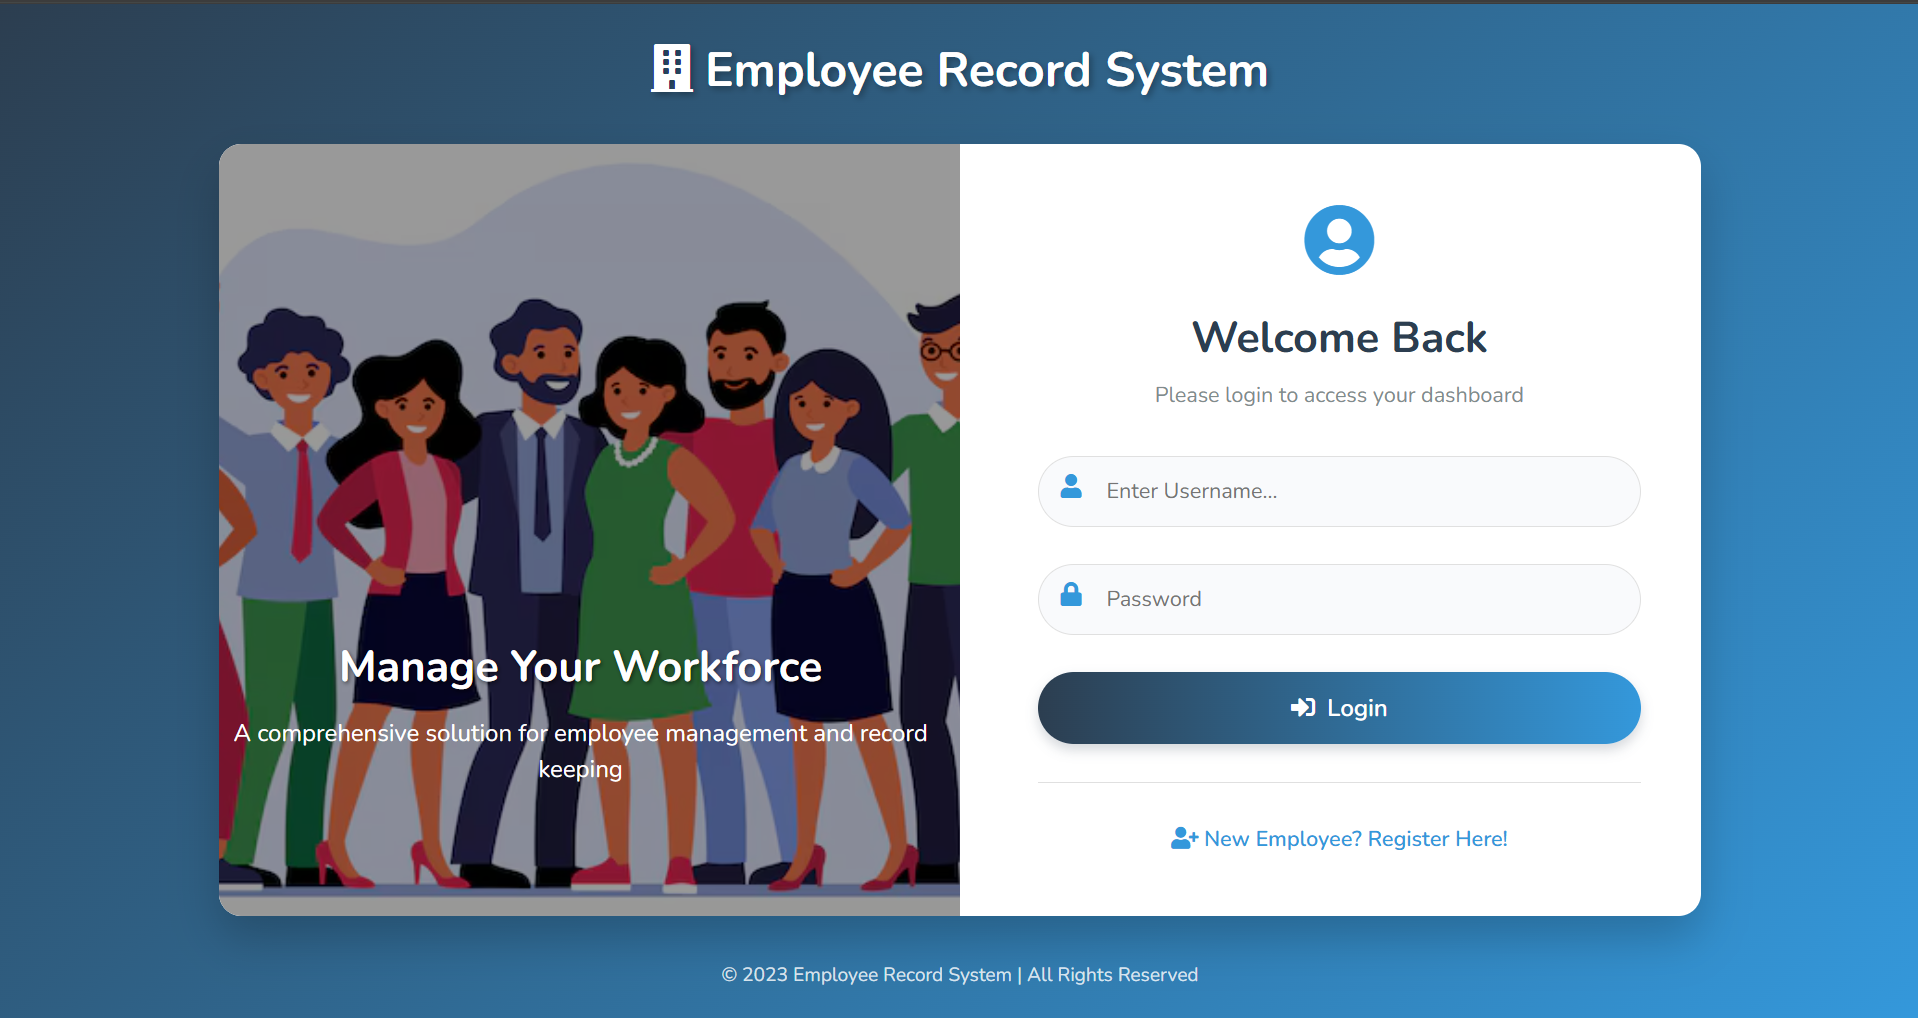 Employee Record System
Manage Your Workforce
A comprehensive solution for employee management and record
keeping
Welcome Back
Please login to access your dashboard
Enter Username...
Password
Login
New Employee? Register Here!
© 2023 Employee Record System | All Rights Reserved